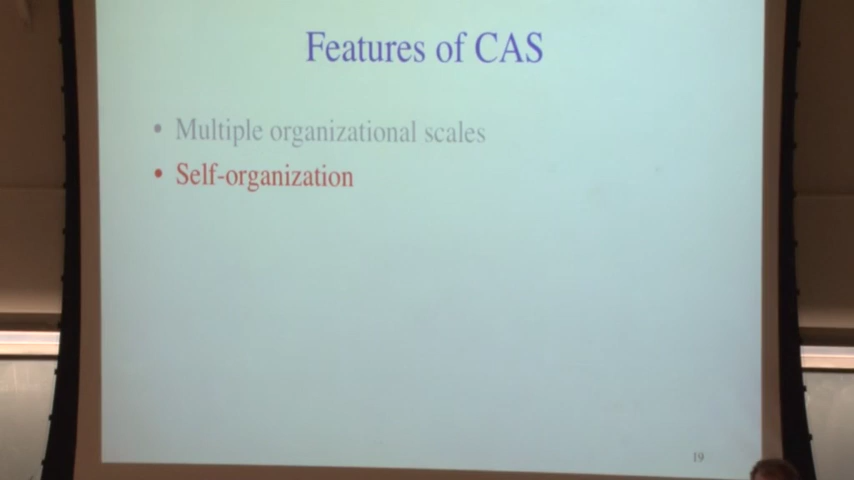 Features of CAS
• Multiple organizational scales
• Self-organization
19